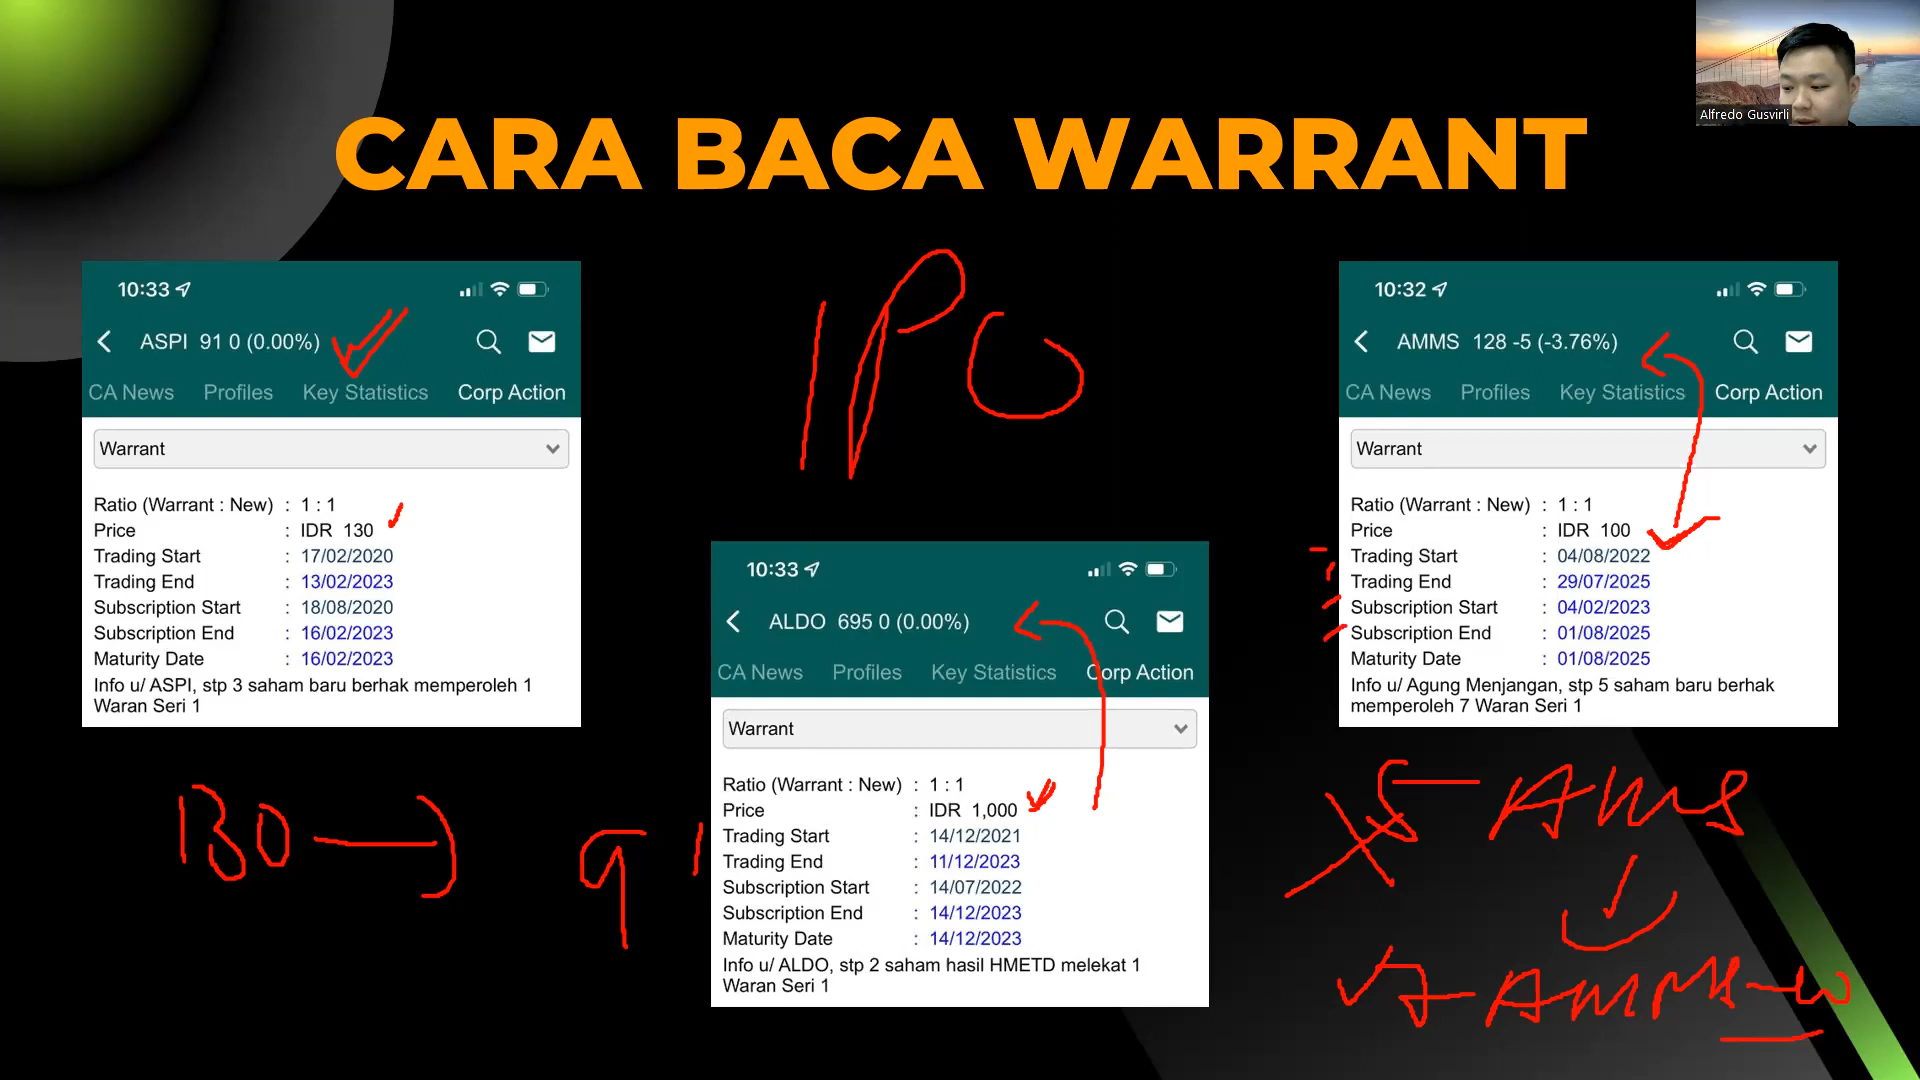 Alfredo Gusvirli
CARA BACA WARRANT
IPO
10:33
ASPI 91 0 (0.00%)
CA News Profiles Key Statistics Corp Action
Warrant
Ratio (Warrant : New) : 1 : 1
Price : IDR 130
Trading Start : 17/02/2020
Trading End : 13/02/2023
Subscription Start : 18/08/2020
Subscription End : 16/02/2023
Maturity Date : 16/02/2023
Info u/ ASPI, stp 3 saham baru berhak memperoleh 1
Waran Seri 1
130
91
10:33
ALDO 695 0 (0.00%)
CA News Profiles Key Statistics Corp Action
Warrant
Ratio (Warrant : New) : 1 : 1
Price : IDR 1,000
Trading Start : 14/12/2021
Trading End : 11/12/2023
Subscription Start : 14/07/2022
Subscription End : 14/12/2023
Maturity Date : 14/12/2023
Info u/ ALDO, stp 2 saham hasil HMETD melekat 1
Waran Seri 1
10:32
AMMS 128 -5 (-3.76%)
CA News Profiles Key Statistics Corp Action
Warrant
Ratio (Warrant : New) : 1 : 1
Price : IDR 100
Trading Start : 04/08/2022
Trading End : 29/07/2025
Subscription Start : 04/02/2023
Subscription End : 01/08/2025
Maturity Date : 01/08/2025
Info u/ Agung Menjangan, stp 5 saham baru berhak
memperoleh 7 Waran Seri 1
5 - AMS
7 - AMMS-W